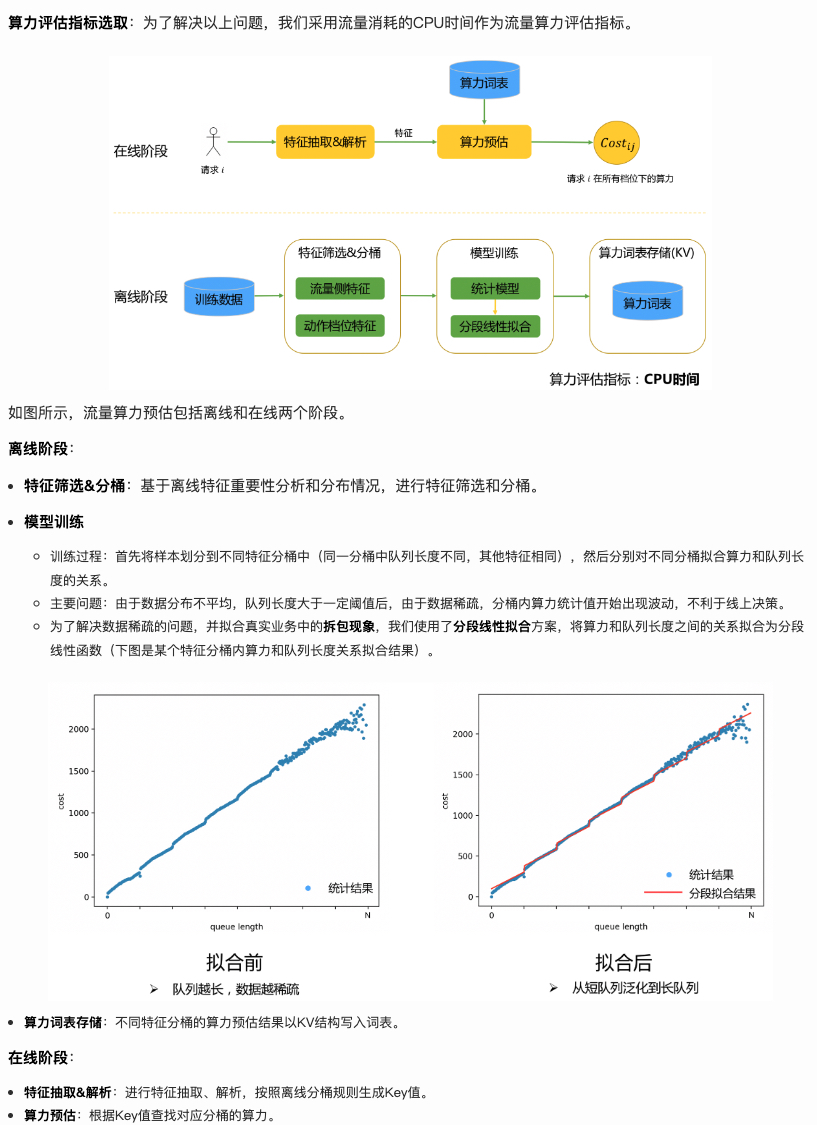 算力评估指标选取：为了解决以上问题，我们采用流量消耗的CPU时间作为流量算力评估指标。
算力词表
在线阶段
请求 i
特征抽取&解析
特征
算力预估
Cost_ij
请求 i 在所有档位下的算力
离线阶段
训练数据
特征筛选&分桶
流量侧特征
动作档位特征
模型训练
统计模型
分段线性拟合
算力词表存储(KV)
算力词表
算力评估指标：CPU时间
如图所示，流量算力预估包括离线和在线两个阶段。
离线阶段：
• 特征筛选&分桶：基于离线特征重要性分析和分布情况，进行特征筛选和分桶。
• 模型训练
○ 训练过程：首先将样本划分到不同特征分桶中（同一分桶中队列长度不同，其他特征相同），然后分别对不同分桶拟合算力和队列长
度的关系。
○ 主要问题：由于数据分布不平均，队列长度大于一定阈值后，由于数据稀疏，分桶内算力统计值开始出现波动，不利于线上决策。
○ 为了解决数据稀疏的问题，并拟合真实业务中的拆包现象，我们使用了分段线性拟合方案，将算力和队列长度之间的关系拟合为分段
线性函数（下图是某个特征分桶内算力和队列长度关系拟合结果）。
2000
1500
1000
500
0
cost
0
N
queue length
统计结果
拟合前
➢ 队列越长，数据越稀疏
2000
1500
1000
500
0
cost
0
N
queue length
统计结果
分段拟合结果
拟合后
➢ 从短队列泛化到长队列
• 算力词表存储：不同特征分桶的算力预估结果以KV结构写入词表。
在线阶段：
• 特征抽取&解析：进行特征抽取、解析，按照离线分桶规则生成Key值。
• 算力预估：根据Key值查找对应分桶的算力。